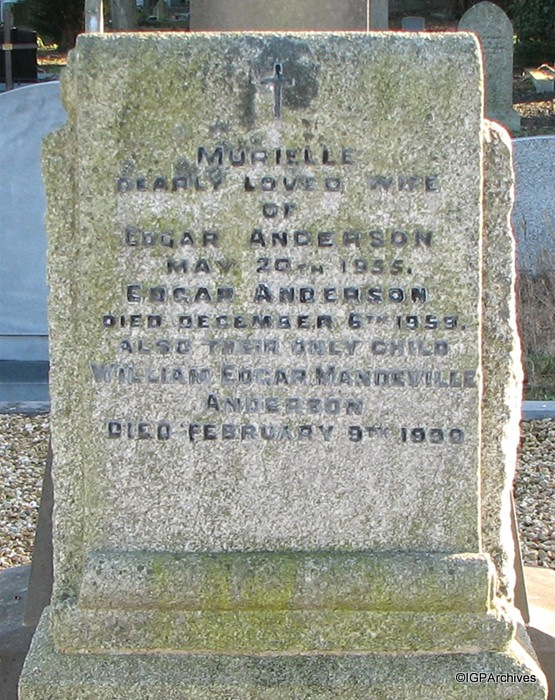 MURIELLE
DEARLY LOVED WIFE
OF
EDGAR ANDERSON
MAY 20TH 1955.
EDGAR ANDERSON
DIED DECEMBER 6TH 1959.
ALSO THEIR ONLY CHILD
WILLIAM EDGAR MANDEVILLE
ANDERSON
DIED FEBRUARY 9TH 1990
©IGPArchives